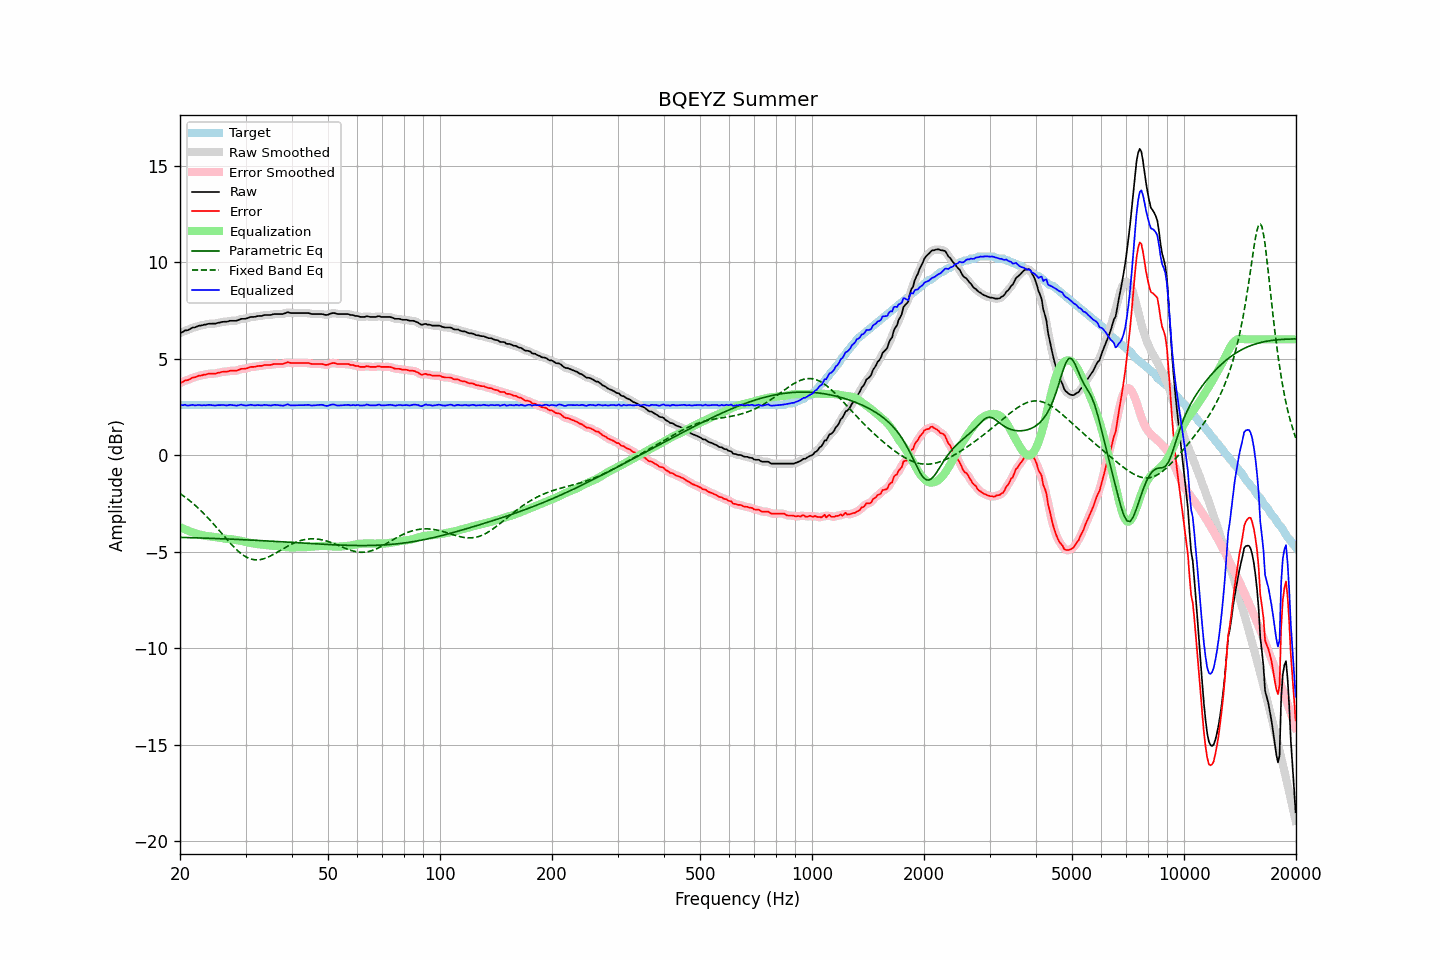 BQEYZ Summer
Target
Raw Smoothed
Error Smoothed
Raw
Error
Equalization
Parametric Eq
Fixed Band Eq
Equalized
15
10
5
0
−5
−10
−15
−20
Amplitude (dBr)
20 50 100 200 500 1000 2000 5000 10000 20000
Frequency (Hz)